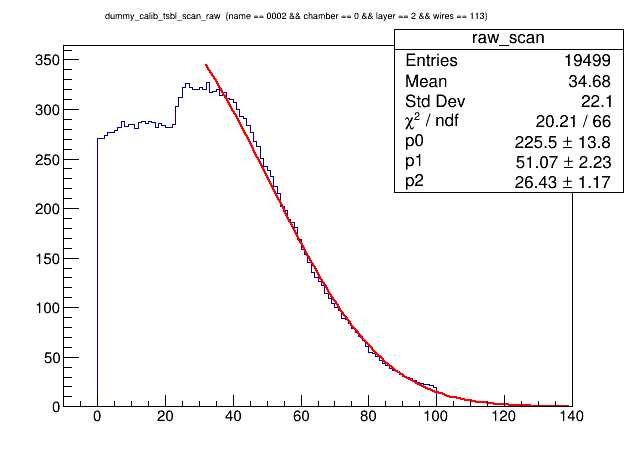 dummy_calib_tsbl_scan_raw (name == 0002 && chamber == 0 && layer == 2 && wires == 113)
raw_scan
Entries 19499
Mean 34.68
Std Dev 22.1
χ² / ndf 20.21 / 66
p0 225.5 ± 13.8
p1 51.07 ± 2.23
p2 26.43 ± 1.17
350
300
250
200
150
100
50
0
0 20 40 60 80 100 120 140